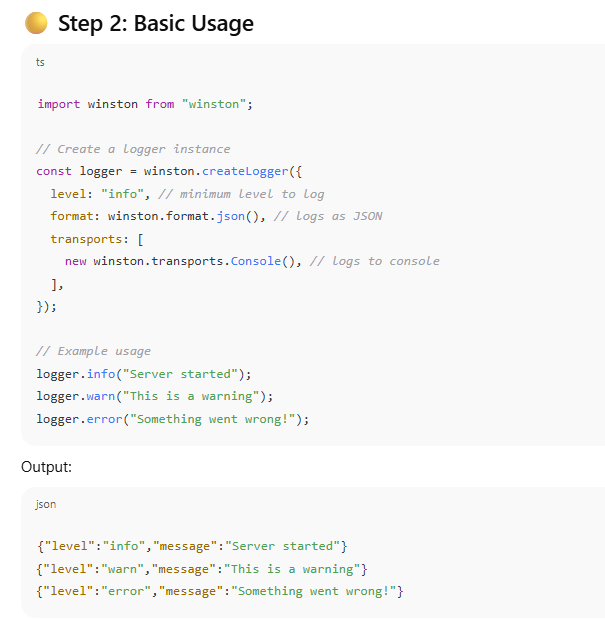 Step 2: Basic Usage
ts
import winston from "winston";
// Create a logger instance
const logger = winston.createLogger({
  level: "info", // minimum level to log
  format: winston.format.json(), // logs as JSON
  transports: [
    new winston.transports.Console(), // logs to console
  ],
});
// Example usage
logger.info("Server started");
logger.warn("This is a warning");
logger.error("Something went wrong!");
Output:
json
{"level":"info","message":"Server started"}
{"level":"warn","message":"This is a warning"}
{"level":"error","message":"Something went wrong!"}